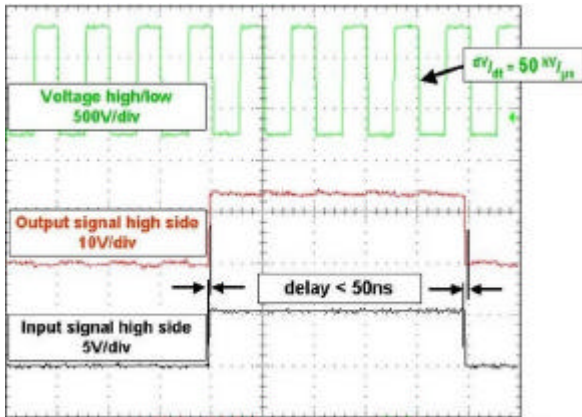 dV/dt = 50 kV/µs
Voltage high/low
500V/div
Output signal high side
10V/div
delay < 50ns
Input signal high side
5V/div